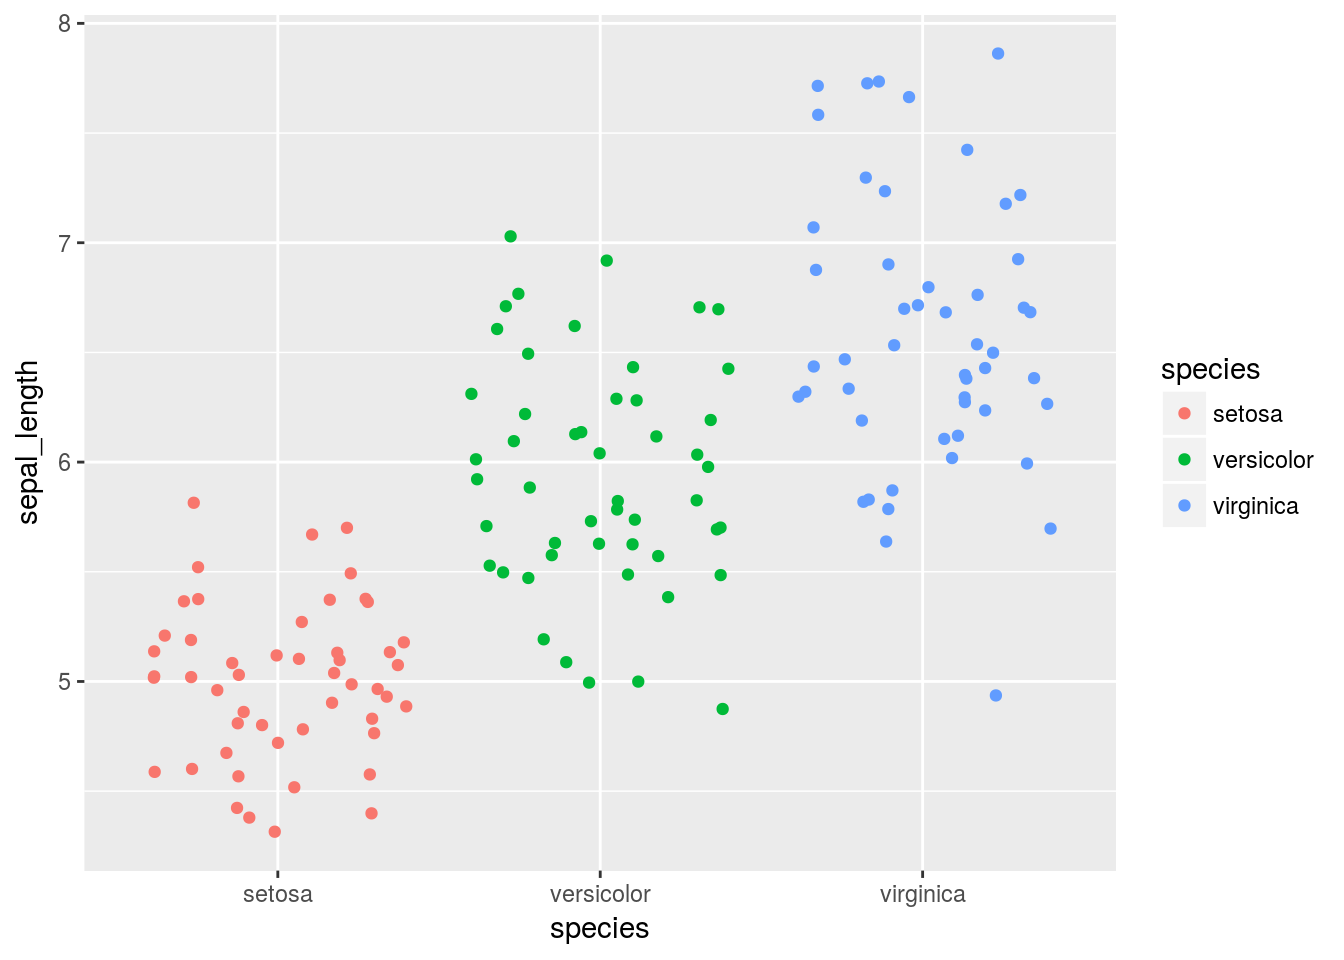 8
7
6
5
sepal_length
setosa
versicolor
virginica
species
species
setosa
versicolor
virginica